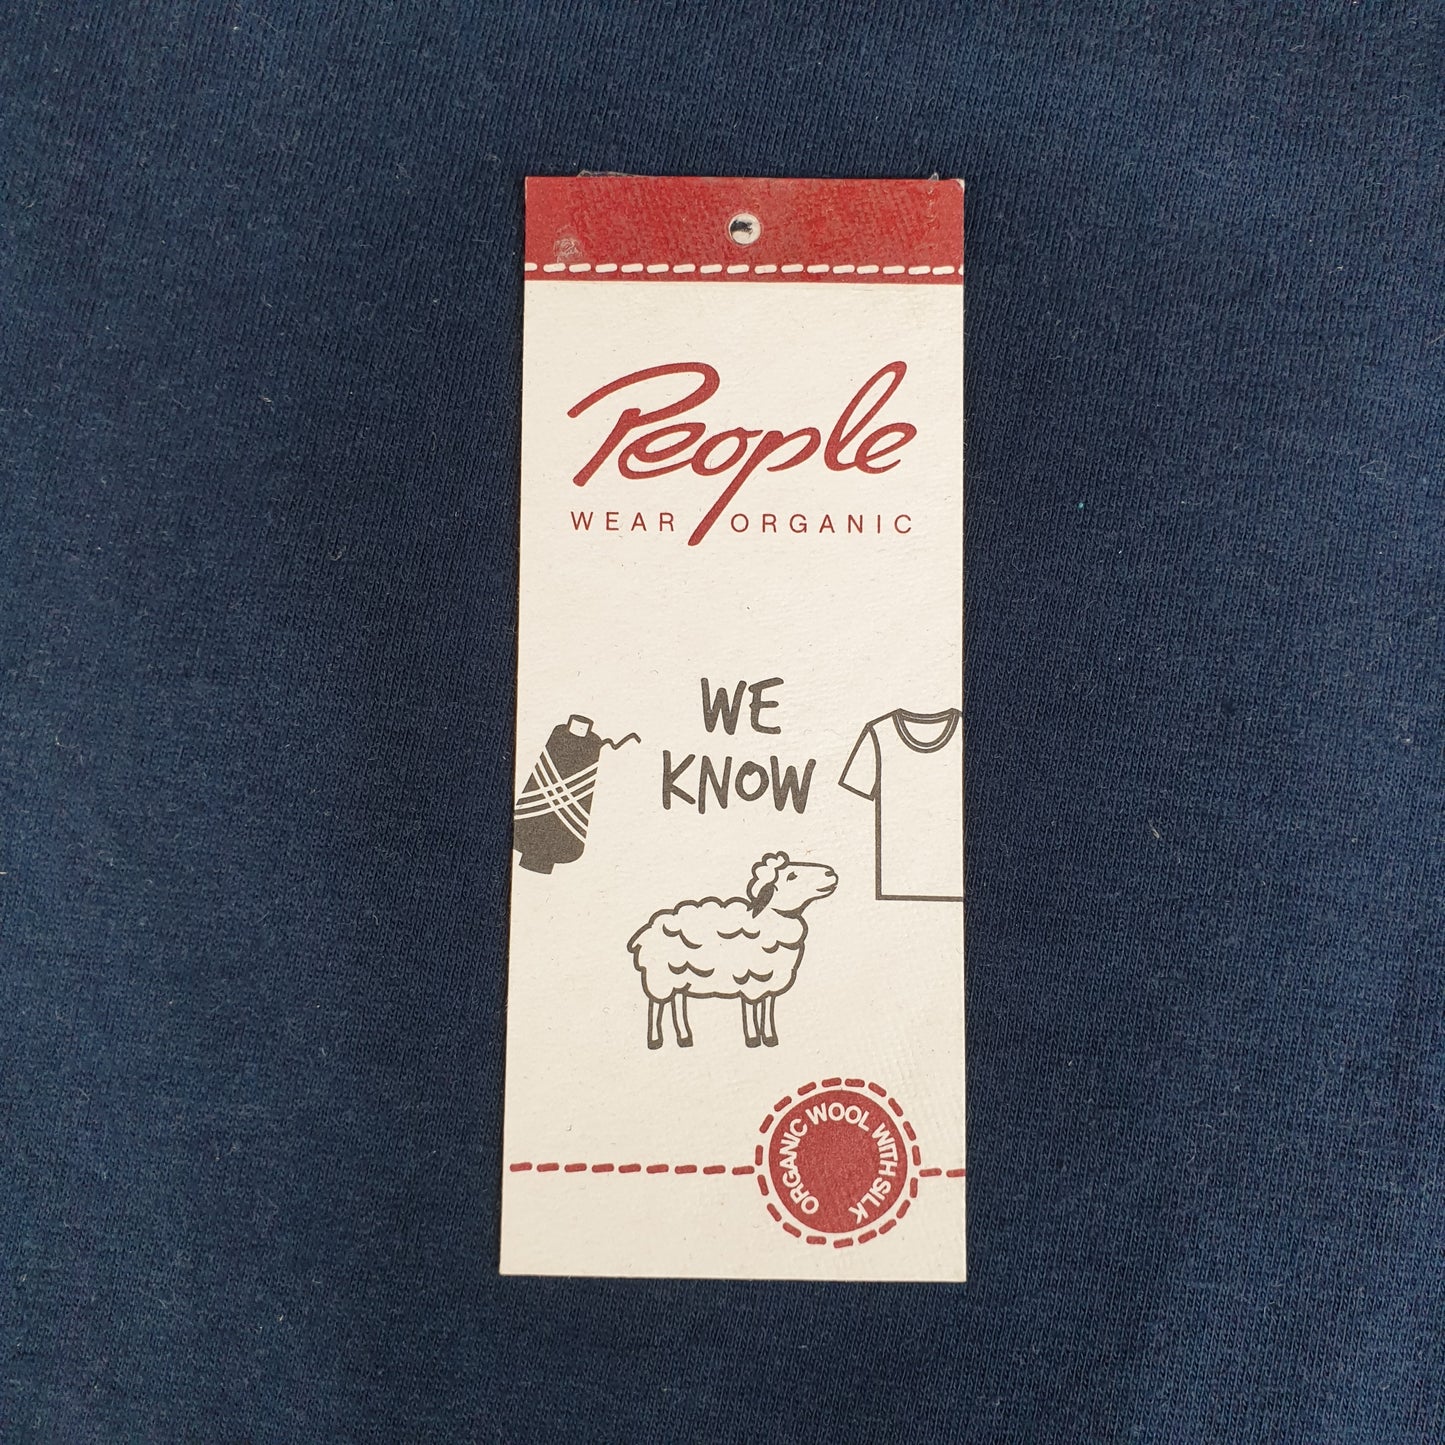 People
WEAR ORGANIC
WE
KNOW
ORGANIC WOOL WITH SILK